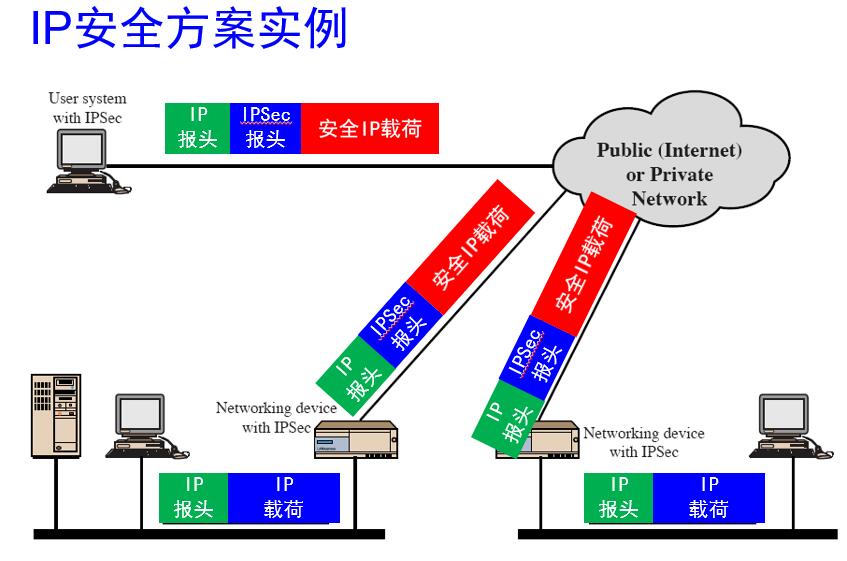 IP安全方案实例
User system
with IPSec
IP
报头
IPSec
报头
安全IP载荷
Public (Internet)
or Private
Network
安全IP载荷
IPSec
报头
IP
报头
安全IP载荷
IPSec
报头
IP
报头
Networking device
with IPSec
Networking device
with IPSec
IP
报头
IP
载荷
IP
报头
IP
载荷